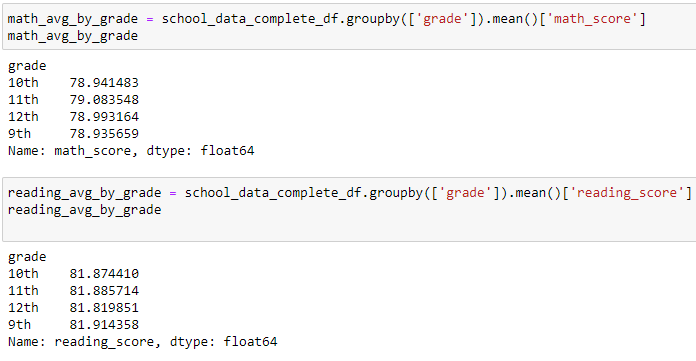 math_avg_by_grade = school_data_complete_df.groupby(['grade']).mean()['math_score']
math_avg_by_grade
grade
10th    78.941483
11th    79.083548
12th    78.993164
9th     78.935659
Name: math_score, dtype: float64
reading_avg_by_grade = school_data_complete_df.groupby(['grade']).mean()['reading_score']
reading_avg_by_grade
grade
10th    81.874410
11th    81.885714
12th    81.819851
9th     81.914358
Name: reading_score, dtype: float64